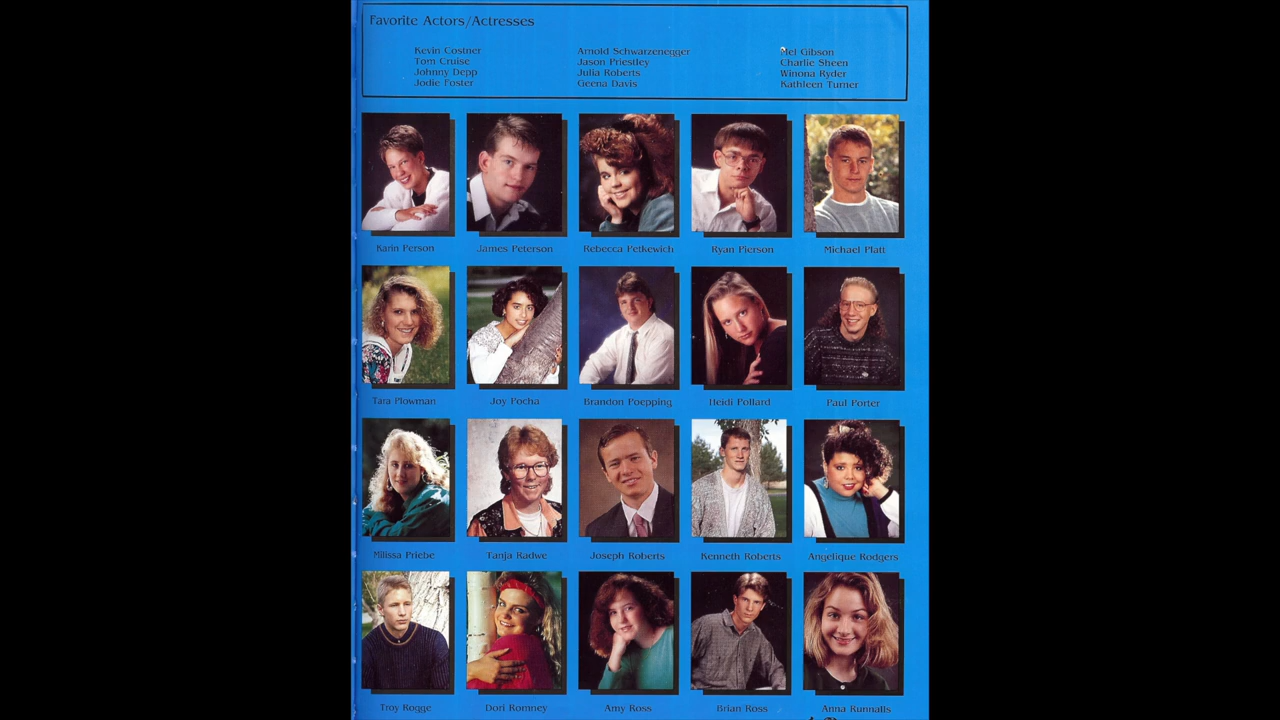 Favorite Actors/Actresses
Kevin Costner Arnold Schwarzenegger Mel Gibson
Tom Cruise Jason Priestley Charlie Sheen
Johnny Depp Julia Roberts Winona Ryder
Jodie Foster Geena Davis Kathleen Turner
Karin Person James Peterson Rebecca Petkewich Ryan Pierson Michael Platt
Tara Plowman Joy Pocha Brandon Poepping Heidi Pollard Paul Porter
Milissa Priebe Tanja Radwe Joseph Roberts Kenneth Roberts Angelique Rodgers
Troy Rogge Dori Romney Amy Ross Brian Ross Anna Runnalls